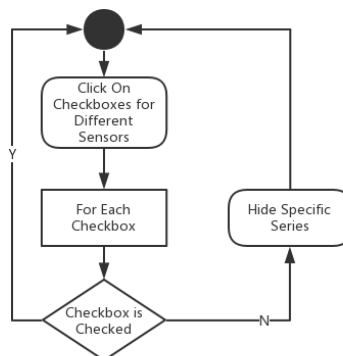 Click On
Checkboxes for
Different
Sensors
Y
For Each
Checkbox
Hide Specific
Series
Checkbox is
Checked
N